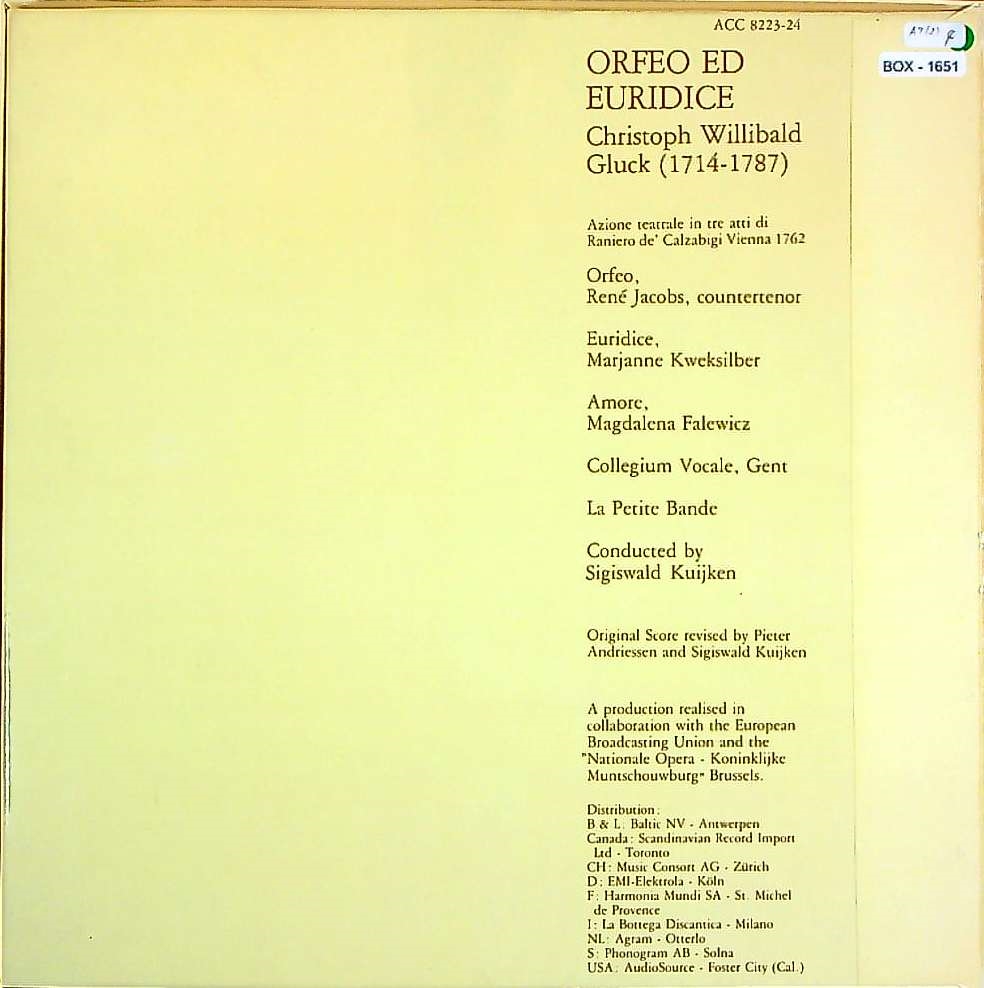 ACC 8223-24
BOX - 1651
ORFEO ED
EURIDICE
Christoph Willibald
Gluck (1714-1787)
Azione teatrale in tre atti di
Raniero de' Calzabigi Vienna 1762
Orfeo,
René Jacobs, countertenor
Euridice,
Marjanne Kweksilber
Amore,
Magdalena Falewicz
Collegium Vocale, Gent
La Petite Bande
Conducted by
Sigiswald Kuijken
Original Score revised by Pieter
Andriessen and Sigiswald Kuijken
A production realised in
collaboration with the European
Broadcasting Union and the
"Nationale Opera - Koninklijke
Muntschouwburg" Brussels.
Distribution:
B & L: Baltic NV - Antwerpen
Canada: Scandinavian Record Import
Ltd - Toronto
CH: Music Consort AG - Zürich
D: EMI-Elektrola - Köln
F: Harmonia Mundi SA - St. Michel
de Provence
I: La Bottega Discantica - Milano
NL: Agram - Otterlo
S: Phonogram AB - Solna
USA: AudioSource - Foster City (Cal.)